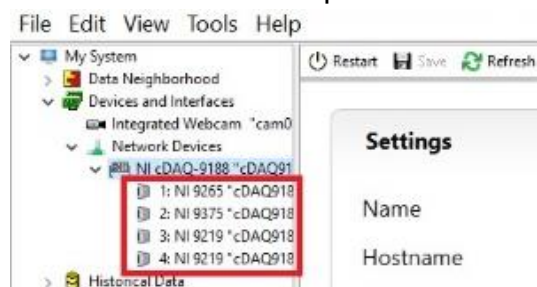 File Edit View Tools Help
My System
Data Neighborhood
Devices and Interfaces
Integrated Webcam "cam0
Network Devices
NI cDAQ-9188 "cDAQ91
1: NI 9265 "cDAQ918
2: NI 9375 "cDAQ918
3: NI 9219 "cDAQ918
4: NI 9219 "cDAQ918
Historical Data
Restart Save Refresh
Settings
Name
Hostname